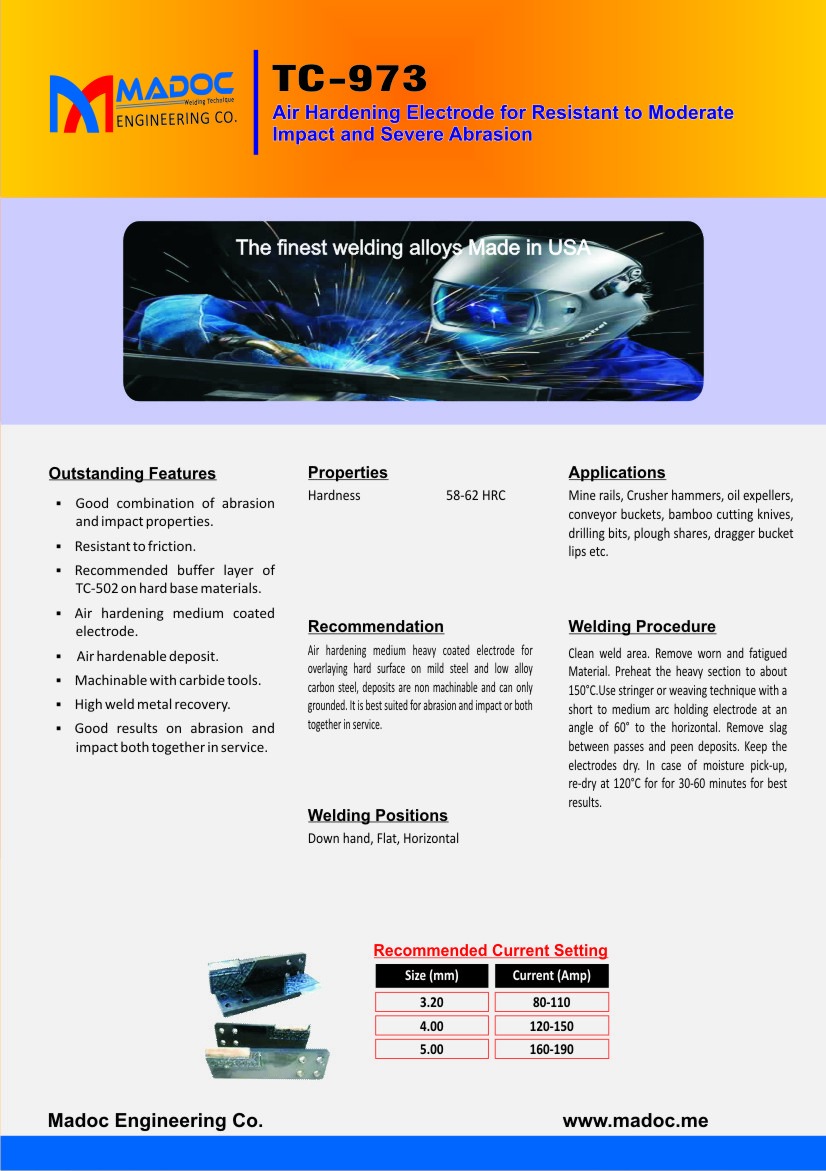 MADOC
Welding Technique
ENGINEERING CO.
TC-973
Air Hardening Electrode for Resistant to Moderate
Impact and Severe Abrasion
The finest welding alloys Made in USA
optrel
Outstanding Features
▪ Good combination of abrasion
and impact properties.
▪ Resistant to friction.
▪ Recommended buffer layer of
TC-502 on hard base materials.
▪ Air hardening medium coated
electrode.
▪ Air hardenable deposit.
▪ Machinable with carbide tools.
▪ High weld metal recovery.
▪ Good results on abrasion and
impact both together in service.
Properties
Hardness 58-62 HRC
Recommendation
Air hardening medium heavy coated electrode for
overlaying hard surface on mild steel and low alloy
carbon steel, deposits are non machinable and can only
grounded. It is best suited for abrasion and impact or both
together in service.
Welding Positions
Down hand, Flat, Horizontal
Applications
Mine rails, Crusher hammers, oil expellers,
conveyor buckets, bamboo cutting knives,
drilling bits, plough shares, dragger bucket
lips etc.
Welding Procedure
Clean weld area. Remove worn and fatigued
Material. Preheat the heavy section to about
150°C.Use stringer or weaving technique with a
short to medium arc holding electrode at an
angle of 60° to the horizontal. Remove slag
between passes and peen deposits. Keep the
electrodes dry. In case of moisture pick-up,
re-dry at 120°C for for 30-60 minutes for best
results.
Recommended Current Setting
Size (mm) Current (Amp)
3.20 80-110
4.00 120-150
5.00 160-190
Madoc Engineering Co. www.madoc.me